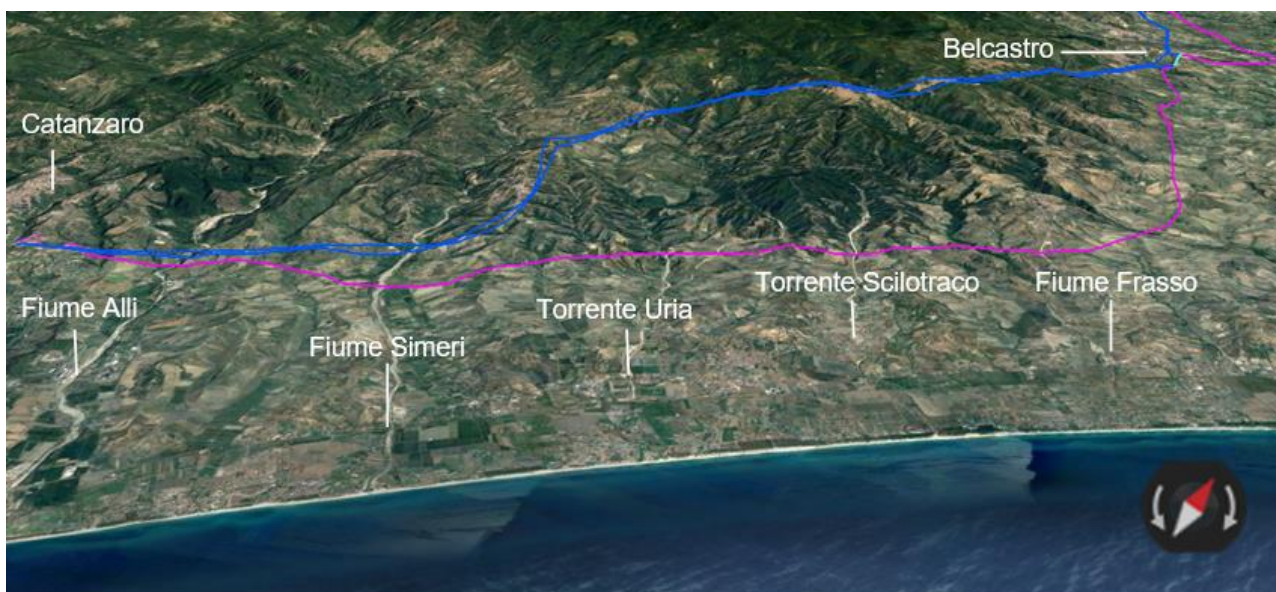 Belcastro
Catanzaro
Torrente Scilotraco
Fiume Frasso
Fiume Alli
Torrente Uria
Fiume Simeri